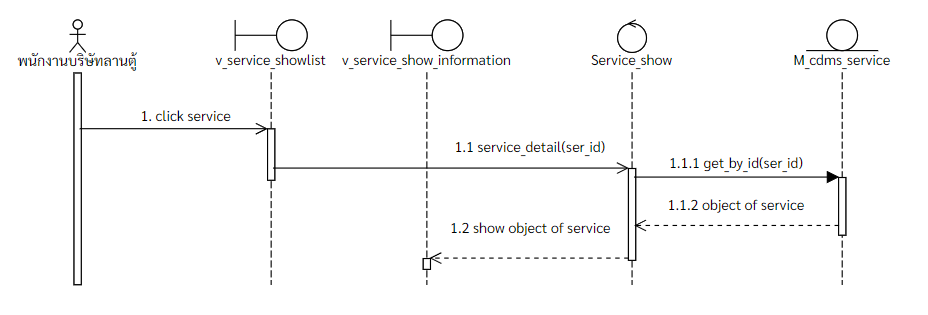 พนักงานบริษัทลานตู้
v_service_showlist
v_service_show_information
Service_show
M_cdms_service
1. click service
1.1 service_detail(ser_id)
1.1.1 get_by_id(ser_id)
1.1.2 object of service
1.2 show object of service